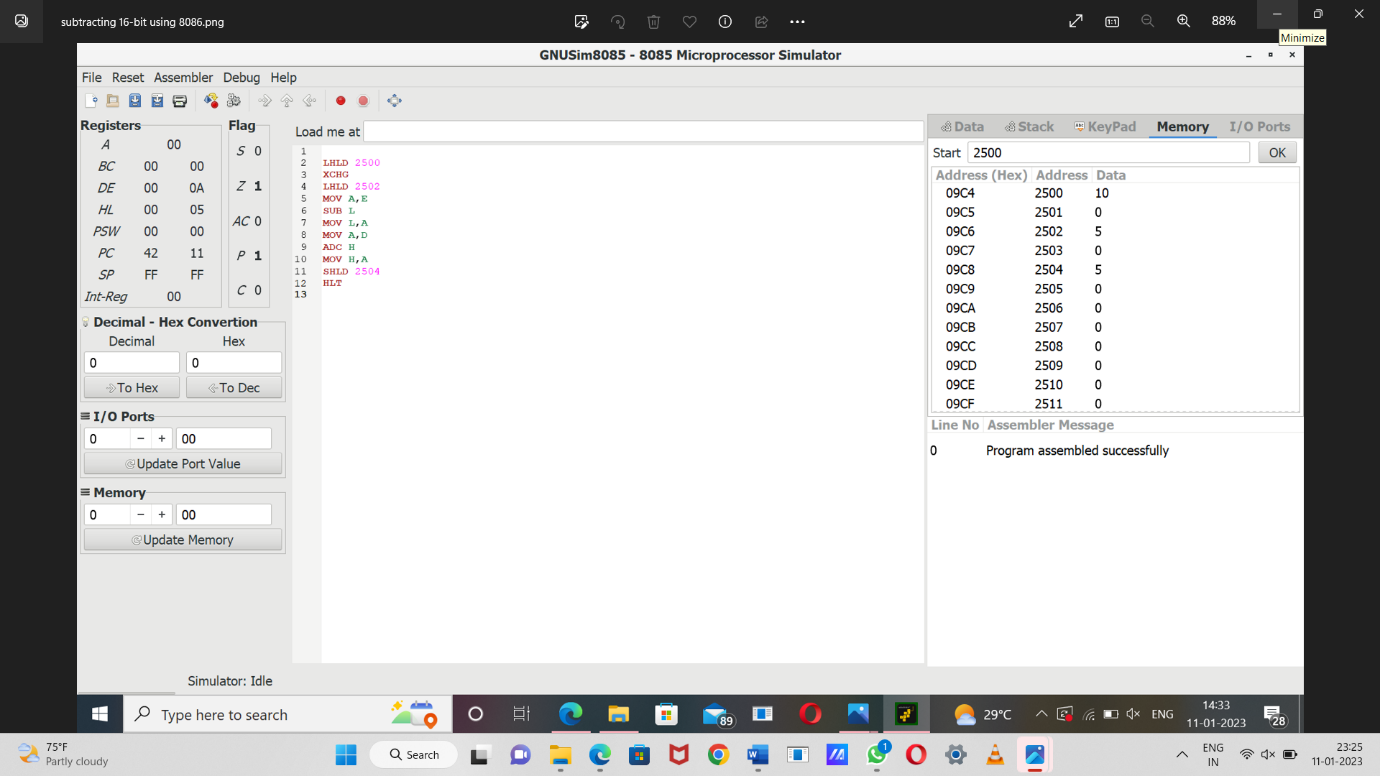 subtracting 16-bit using 8086.png
88%
Minimize
GNUSim8085 - 8085 Microprocessor Simulator
File Reset Assembler Debug Help
Registers
A 00
BC 00 00
DE 00 0A
HL 00 05
PSW 00 00
PC 42 11
SP FF FF
Int-Reg 00
Flag
S 0
Z 1
AC 0
P 1
C 0
Decimal - Hex Convertion
Decimal Hex
0 0
To Hex To Dec
I/O Ports
0 - + 00
Update Port Value
Memory
0 - + 00
Update Memory
Load me at
1
2 LHLD 2500
3 XCHG
4 LHLD 2502
5 MOV A,E
6 SUB L
7 MOV L,A
8 MOV A,D
9 ADC H
10 MOV H,A
11 SHLD 2504
12 HLT
13
Data Stack KeyPad Memory I/O Ports
Start 2500 OK
Address (Hex) Address Data
09C4 2500 10
09C5 2501 0
09C6 2502 5
09C7 2503 0
09C8 2504 5
09C9 2505 0
09CA 2506 0
09CB 2507 0
09CC 2508 0
09CD 2509 0
09CE 2510 0
09CF 2511 0
Line No Assembler Message
0 Program assembled successfully
Simulator: Idle
Type here to search
89
29°C
ENG
14:33
11-01-2023
28
75°F
Partly cloudy
Search
1
ENG
IN
23:25
11-01-2023